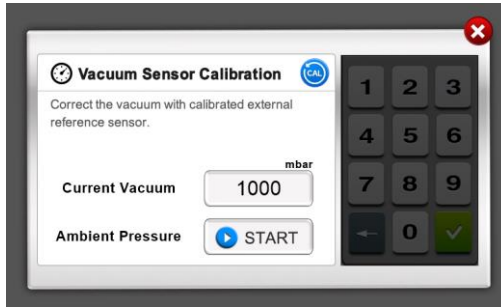 Vacuum Sensor Calibration CAL
Correct the vacuum with calibrated external
reference sensor.
mbar
Current Vacuum 1000
Ambient Pressure START
1 2 3
4 5 6
7 8 9
0